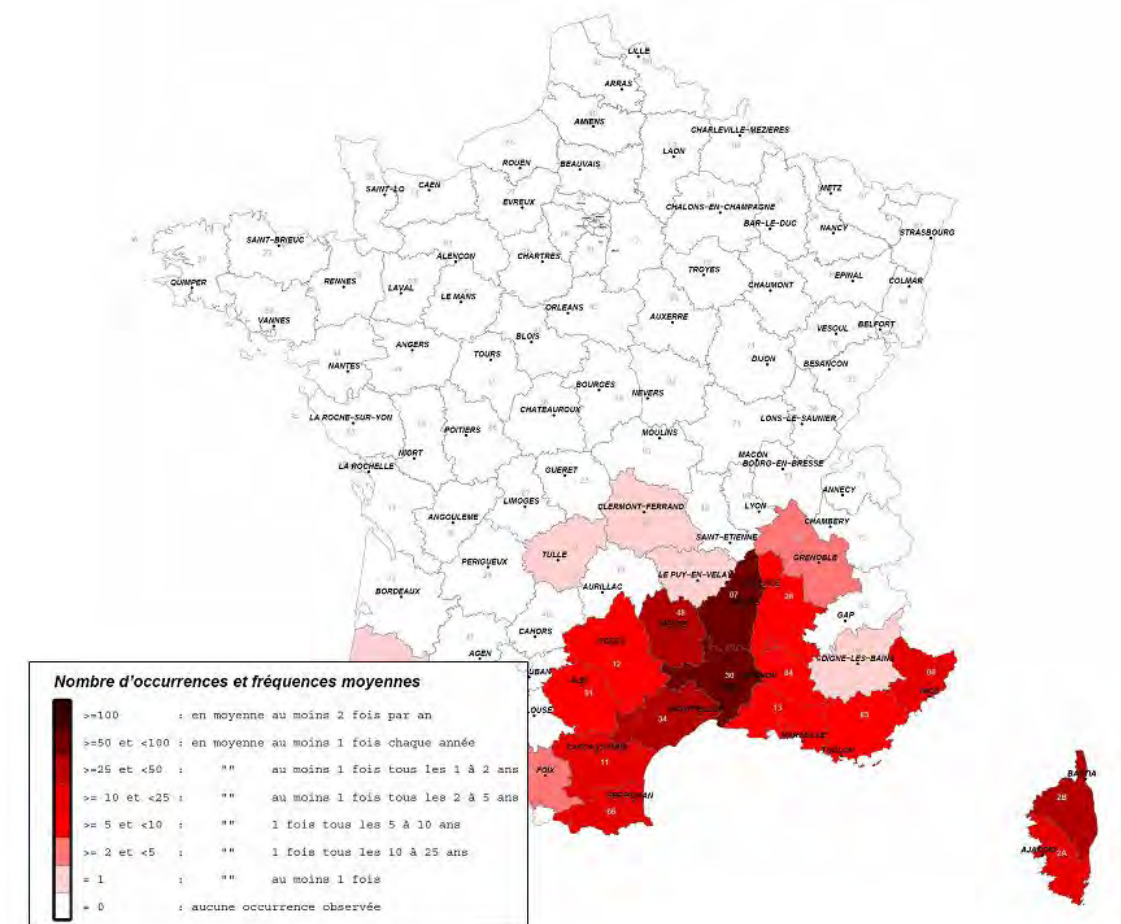 LILLE
ARRAS
AMIENS
CHARLEVILLE-MEZIERES
LAON
ROUEN
BEAUVAIS
SAINT-LO
CAEN
EVREUX
METZ
CHALONS-EN-CHAMPAGNE
BAR-LE-DUC
NANCY
STRASBOURG
SAINT-BRIEUC
ALENCON
CHARTRES
TROYES
CHAUMONT
EPINAL
COLMAR
QUIMPER
RENNES
LAVAL
LE MANS
ORLEANS
AUXERRE
VANNES
BLOIS
VESOUL
BELFORT
ANGERS
TOURS
DIJON
BESANCON
NANTES
BOURGES
NEVERS
CHATEAUROUX
LA ROCHE-SUR-YON
POITIERS
MOULINS
LONS-LE-SAUNIER
NIORT
MACON
BOURG-EN-BRESSE
LA ROCHELLE
GUERET
ANNECY
LIMOGES
CLERMONT-FERRAND
LYON
ANGOULEME
CHAMBERY
SAINT-ETIENNE
TULLE
GRENOBLE
PERIGUEUX
LE PUY-EN-VELAY
AURILLAC
BORDEAUX
07
26
48
GAP
CAHORS
AGEN
12
30
84
DIGNE-LES-BAINS
06
81
34
13
83
MARSEILLE
TOULON
11
FOIX
66
BASTIA
2B
AJACCIO
2A
Nombre d'occurrences et fréquences moyennes
>=100 : en moyenne au moins 2 fois par an
>=50 et <100 : en moyenne au moins 1 fois chaque année
>=25 et <50 : "" au moins 1 fois tous les 1 à 2 ans
>= 10 et <25 : "" au moins 1 fois tous les 2 à 5 ans
>= 5 et <10 : "" 1 fois tous les 5 à 10 ans
>= 2 et <5 : "" 1 fois tous les 10 à 25 ans
= 1 : "" au moins 1 fois
= 0 : aucune occurrence observée